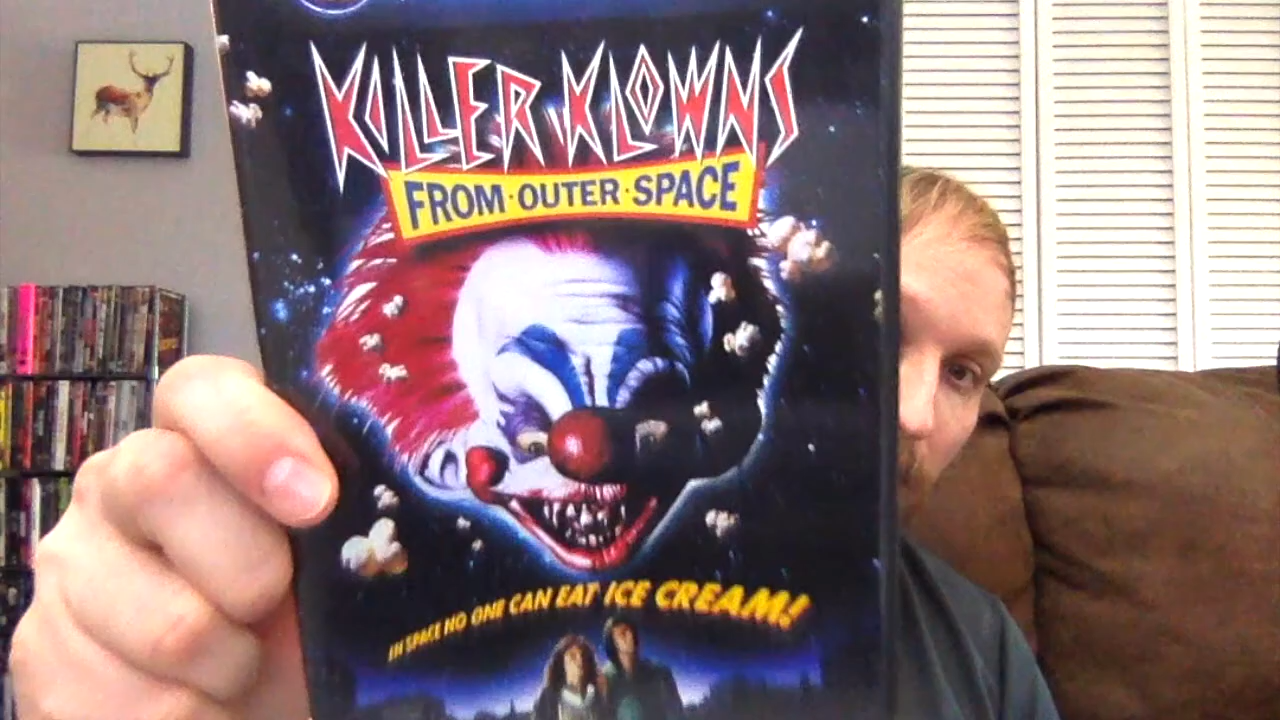 KILLER KLOWNS
FROM·OUTER·SPACE
IN SPACE NO ONE CAN EAT ICE CREAM!